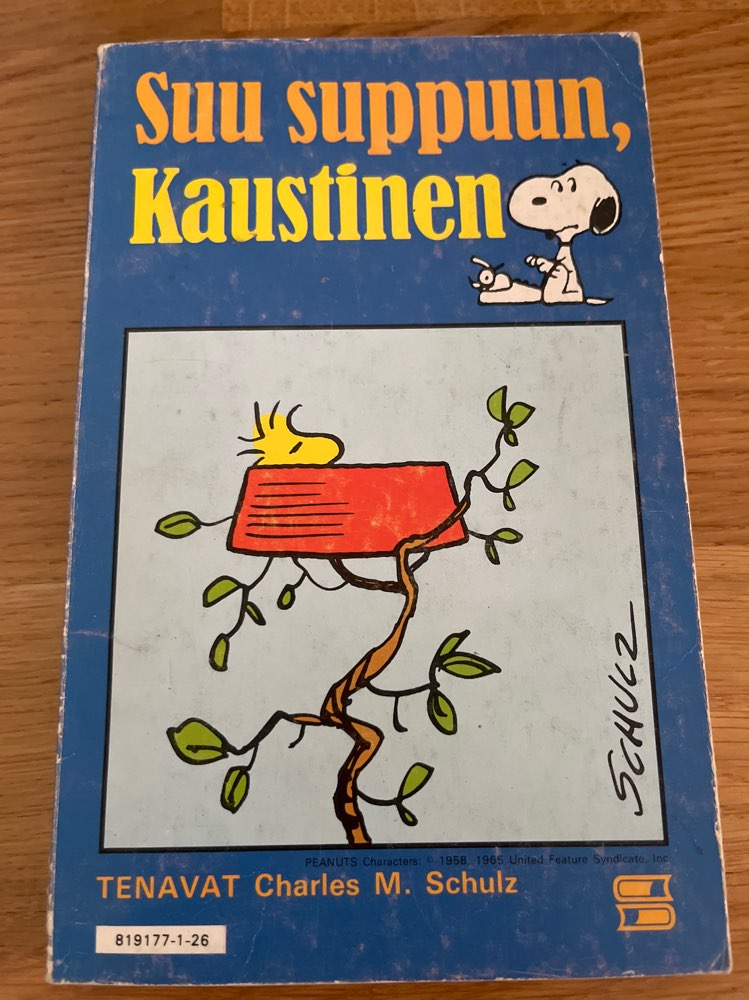 Suu suppuun,
Kaustinen
SCHULZ
PEANUTS Characters: © 1958, 1965 United Feature Syndicate, Inc.
TENAVAT Charles M. Schulz
819177-1-26